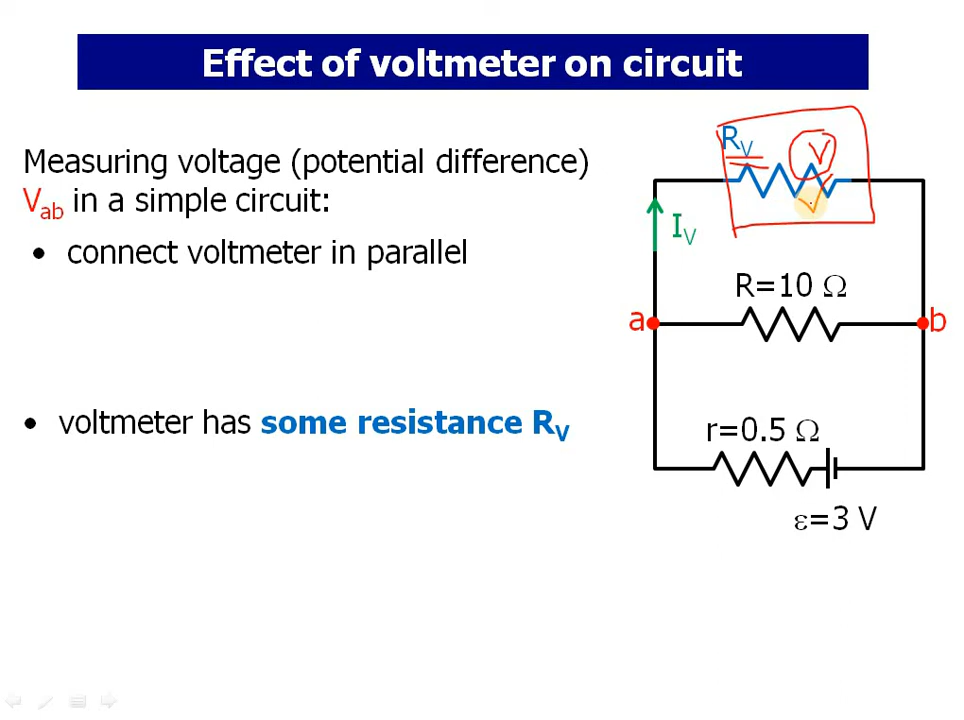 Effect of voltmeter on circuit
Measuring voltage (potential difference)
Vab in a simple circuit:
• connect voltmeter in parallel
• voltmeter has some resistance RV
RV
V
IV
R=10 Ω
a
b
r=0.5 Ω
ε=3 V